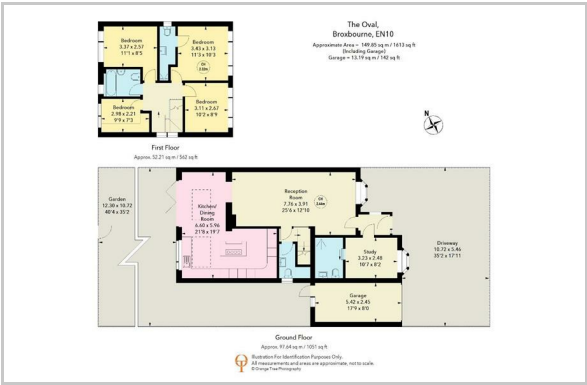 The Oval,
Broxbourne, EN10
Approximate Area = 149.85 sq m / 1613 sq ft
(Including Garage)
Garage = 13.19 sq m / 142 sq ft
Bedroom
3.37 x 2.57
11'1 x 8'5
Bedroom
3.43 x 3.13
11'3 x 10'3
Bedroom
2.98 x 2.21
9'9 x 7'3
Bedroom
3.11 x 2.67
10'2 x 8'9
N
First Floor
Approx. 52.21 sq m / 562 sq ft
Garden
12.30 x 10.72
40'4 x 35'2
Kitchen/
Dining
Room
6.60 x 5.96
21'8 x 19'7
Reception
Room
7.76 x 3.91
25'6 x 12'10
Study
3.23 x 2.48
10'7 x 8'2
Driveway
10.72 x 5.46
35'2 x 17'11
Garage
5.42 x 2.45
17'9 x 8'0
Ground Floor
Approx. 97.64 sq m / 1051 sq ft
Illustration For Identification Purposes Only.
All measurements and areas are approximate, not to scale.
© Orange Tree Photography